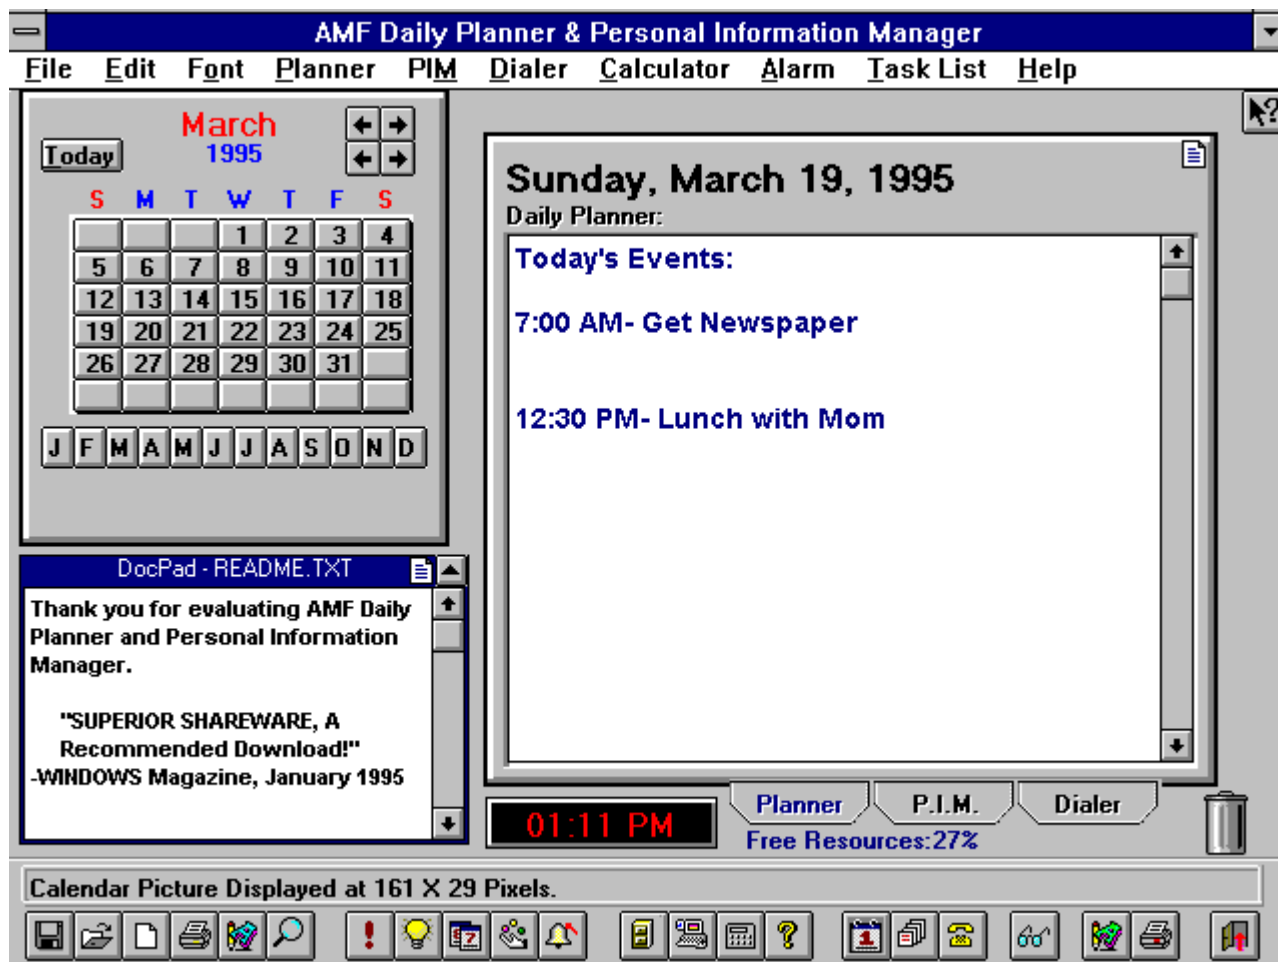 AMF Daily Planner & Personal Information Manager
File Edit Font Planner PIM Dialer Calculator Alarm Task List Help
March
Today
1995
S M T W T F S
1 2 3 4
5 6 7 8 9 10 11
12 13 14 15 16 17 18
19 20 21 22 23 24 25
26 27 28 29 30 31
J F M A M J J A S O N D
Sunday, March 19, 1995
Daily Planner:
Today's Events:
7:00 AM- Get Newspaper
12:30 PM- Lunch with Mom
DocPad - README.TXT
Thank you for evaluating AMF Daily
Planner and Personal Information
Manager.
"SUPERIOR SHAREWARE, A
Recommended Download!"
-WINDOWS Magazine, January 1995
01:11 PM
Planner P.I.M. Dialer
Free Resources:27%
Calendar Picture Displayed at 161 X 29 Pixels.